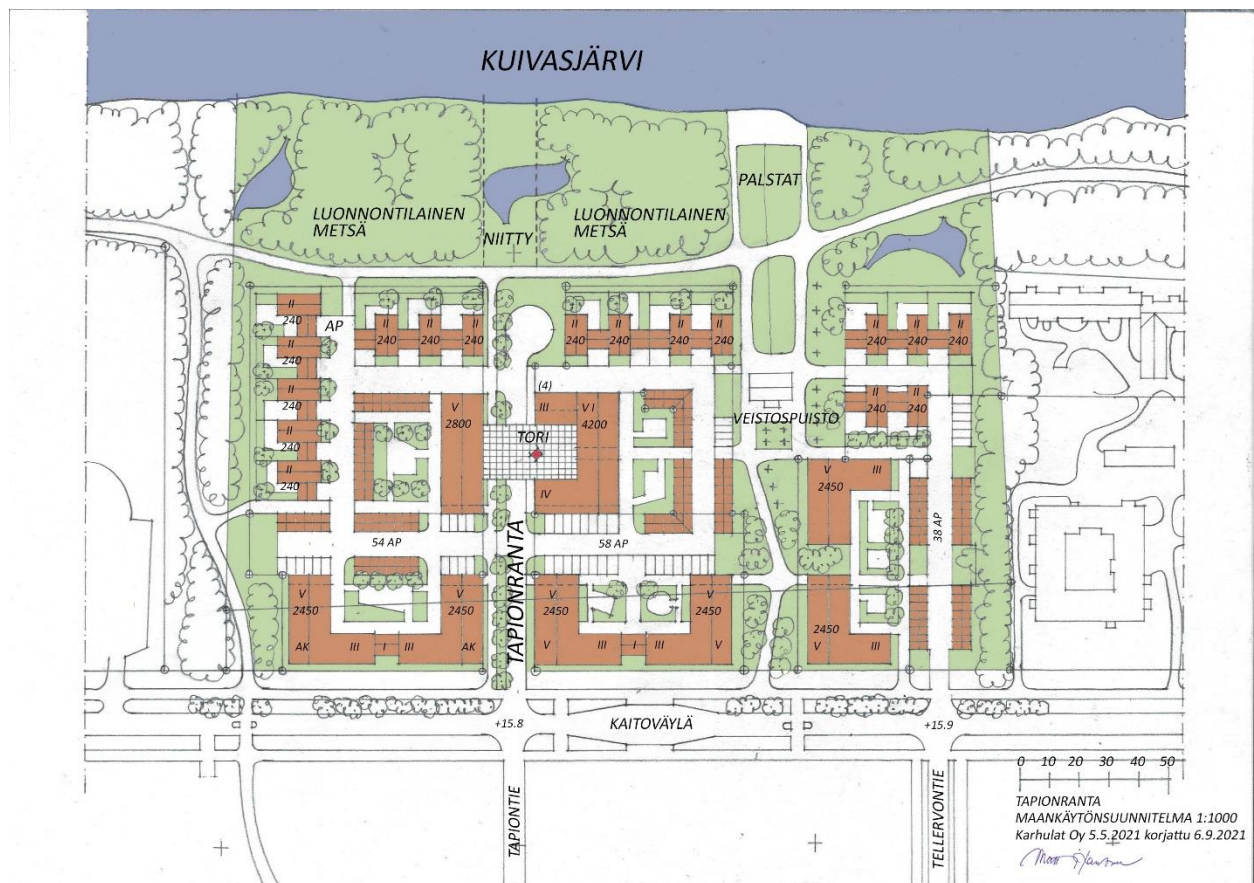 KUIVASJÄRVI
PALSTAT
LUONNONTILAINEN
METSÄ
NIITTY
LUONNONTILAINEN
METSÄ
II
240
AP
II
240
II
240
II
240
II
240
II
240
II
240
II
240
II
240
II
240
II
240
II
240
II
240
(4)
II
240
II
240
II
240
V
2800
III
V I
4200
II
240
II
240
VEISTOSPUISTO
TORI
II
240
IV
V
2450
III
54 AP
58 AP
38 AP
TAPIONRANTA
V
2450
V
2450
V
2450
V
2450
2450
AK
III
I
III
AK
V
III
I
III
V
V
III
+15.8
KAITOVÄYLÄ
+15.9
TAPIONTIE
TELLERVONTIE
0 10 20 30 40 50
TAPIONRANTA
MAANKÄYTÖNSUUNNITELMA 1:1000
Karhulat Oy 5.5.2021 korjattu 6.9.2021